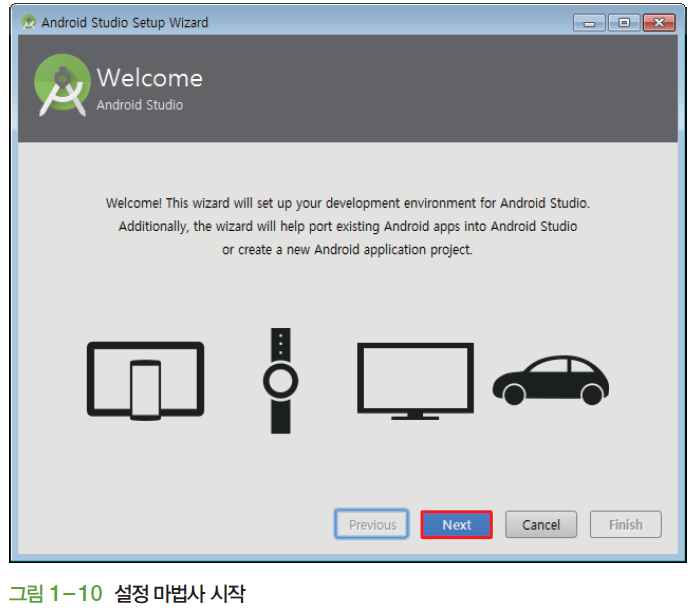 Android Studio Setup Wizard
Welcome
Android Studio
Welcome! This wizard will set up your development environment for Android Studio.
Additionally, the wizard will help port existing Android apps into Android Studio
or create a new Android application project.
Previous Next Cancel Finish
그림 1-10 설정 마법사 시작